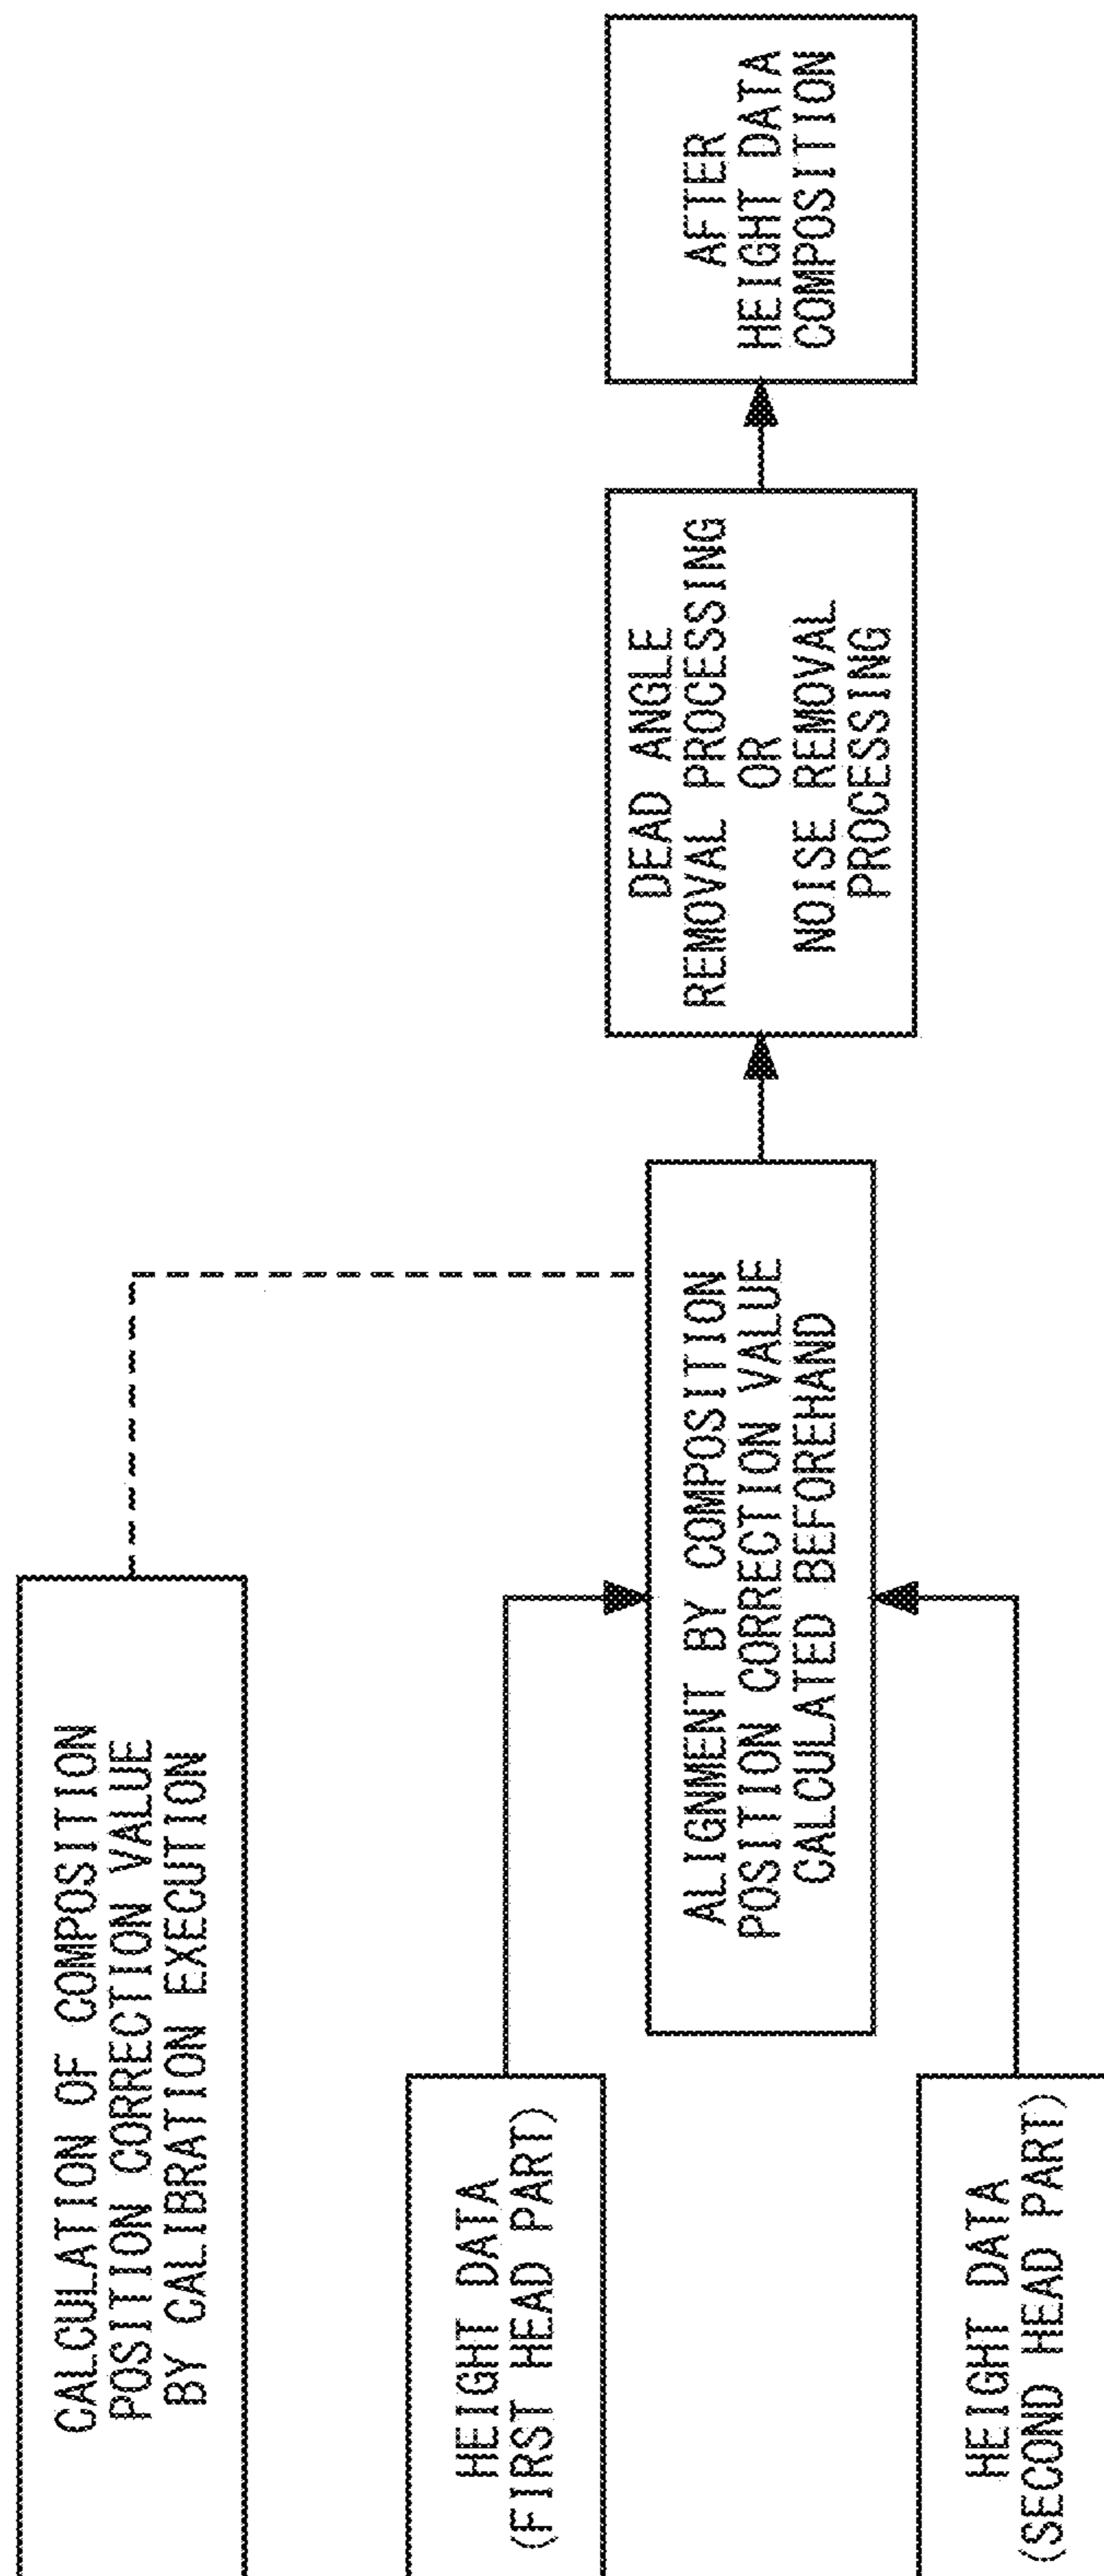 CALCULATION OF COMPOSITION
POSITION CORRECTION VALUE
BY CALIBRATION EXECUTION
HEIGHT DATA
(FIRST HEAD PART)
HEIGHT DATA
(SECOND HEAD PART)
ALIGNMENT BY COMPOSITION
POSITION CORRECTION VALUE
CALCULATED BEFOREHAND
DEAD ANGLE
REMOVAL PROCESSING
OR
NOISE REMOVAL
PROCESSING
AFTER
HEIGHT DATA
COMPOSITION